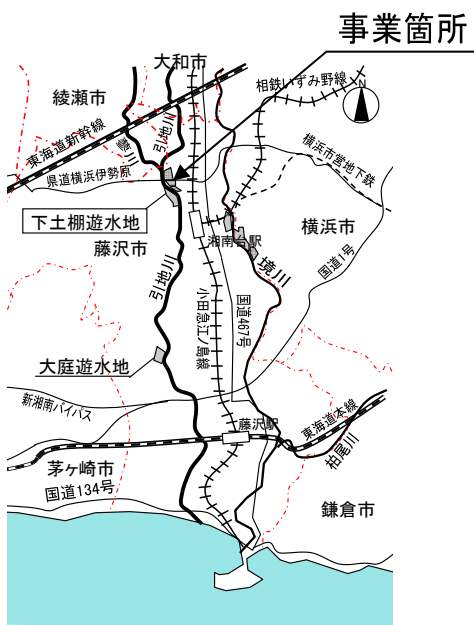 事業箇所
大和市
綾瀬市
相鉄いずみ野線
N
東海道新幹線
蓼川
引地川
横浜市営地下鉄
県道横浜伊勢原
下土棚遊水地
横浜市
湘南台駅
藤沢市
国道1号
境川
引地川
小田急江ノ島線
国道467号
大庭遊水地
新湘南バイパス
藤沢駅
東海道本線
柏尾川
茅ヶ崎市
国道134号
鎌倉市